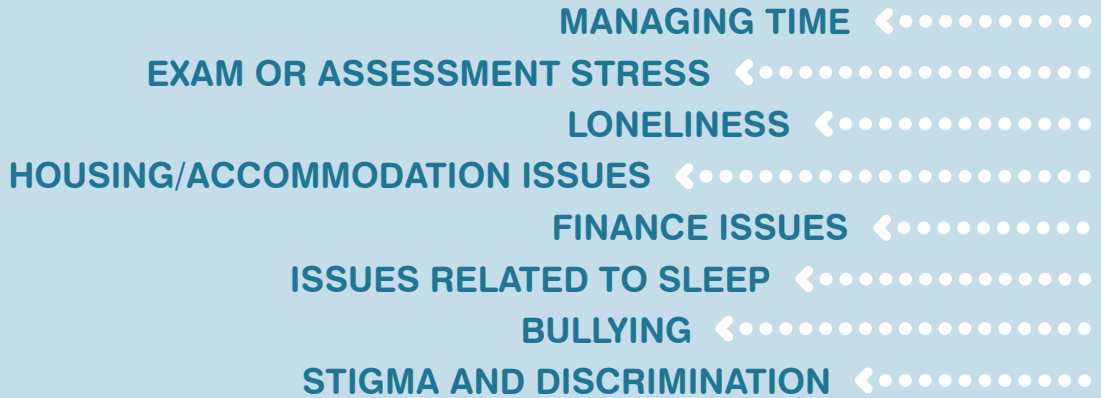 MANAGING TIME
EXAM OR ASSESSMENT STRESS
LONELINESS
HOUSING/ACCOMMODATION ISSUES
FINANCE ISSUES
ISSUES RELATED TO SLEEP
BULLYING
STIGMA AND DISCRIMINATION